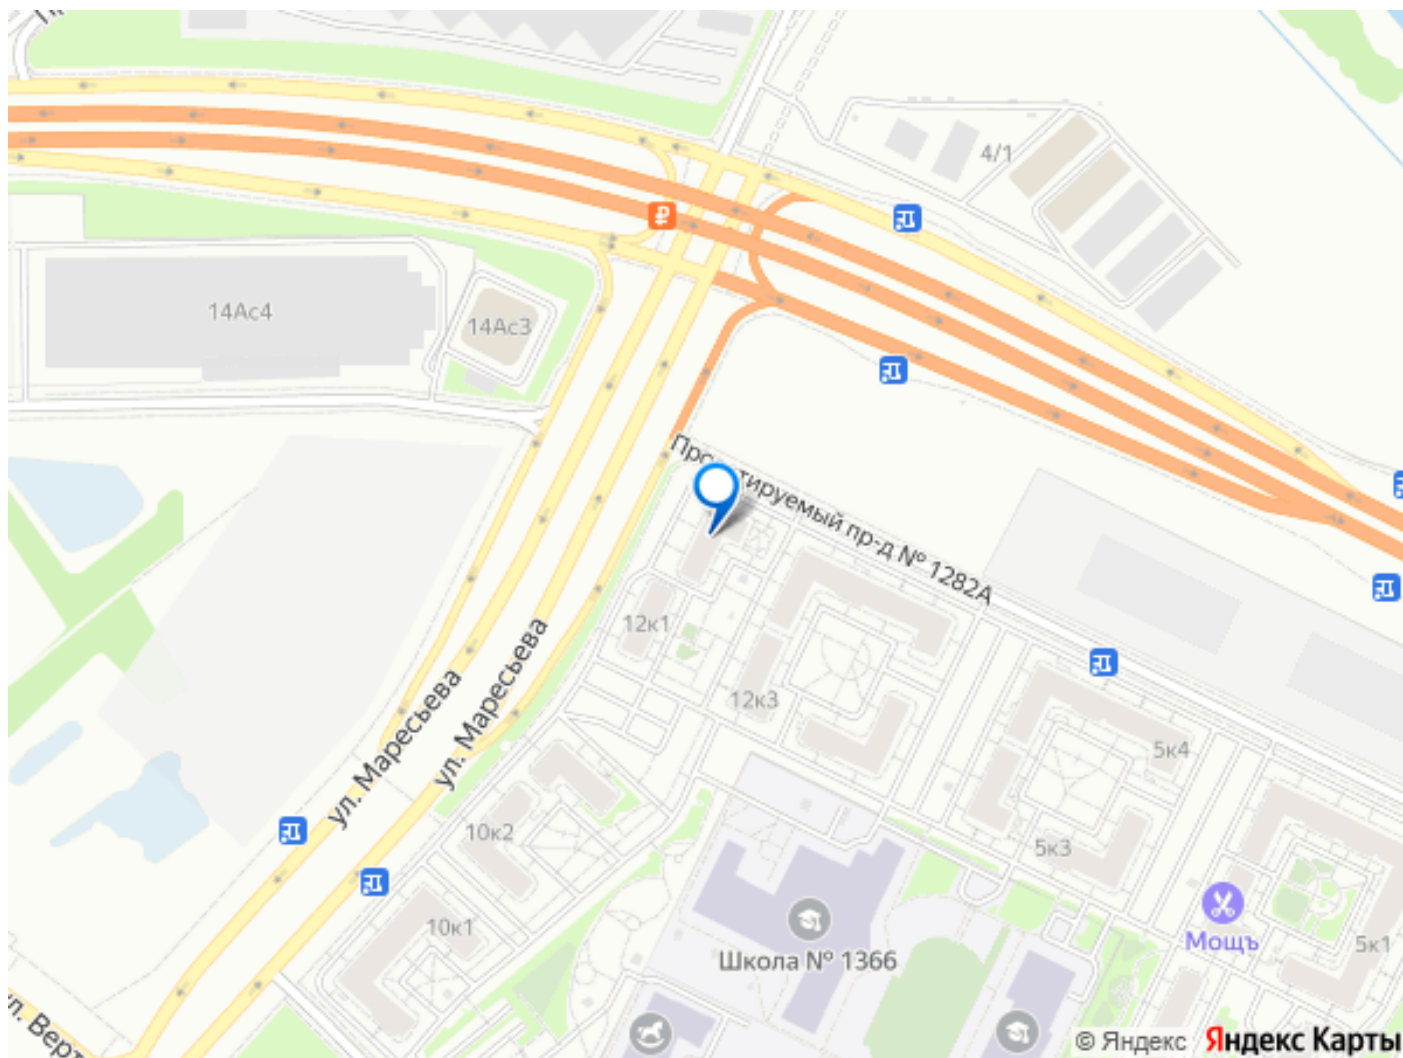 4/1
₽
14Ас4
14Ас3
Проектируемый пр-д № 1282А
12к1
ул. Маресьева
ул. Маресьева
12к3
5к4
10к2
5к3
10к1
Школа № 1366
Мощъ
5к1
ул. Верт
© Яндекс Яндекс Карты